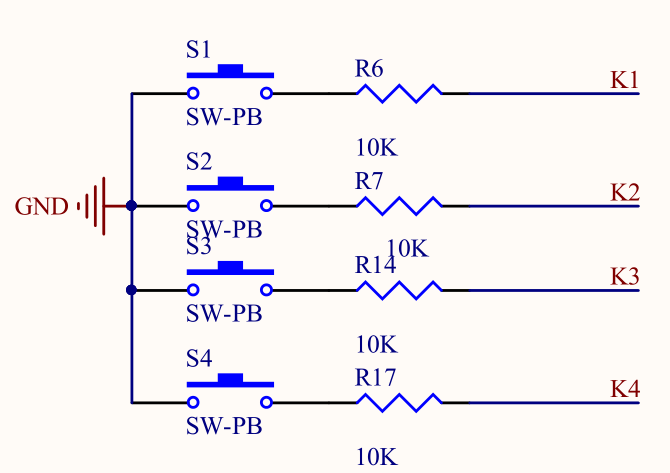 S1
R6
K1
SW-PB
10K
S2
R7
K2
GND
SW-PB
S3
10K
R14
K3
SW-PB
10K
S4
R17
K4
SW-PB
10K